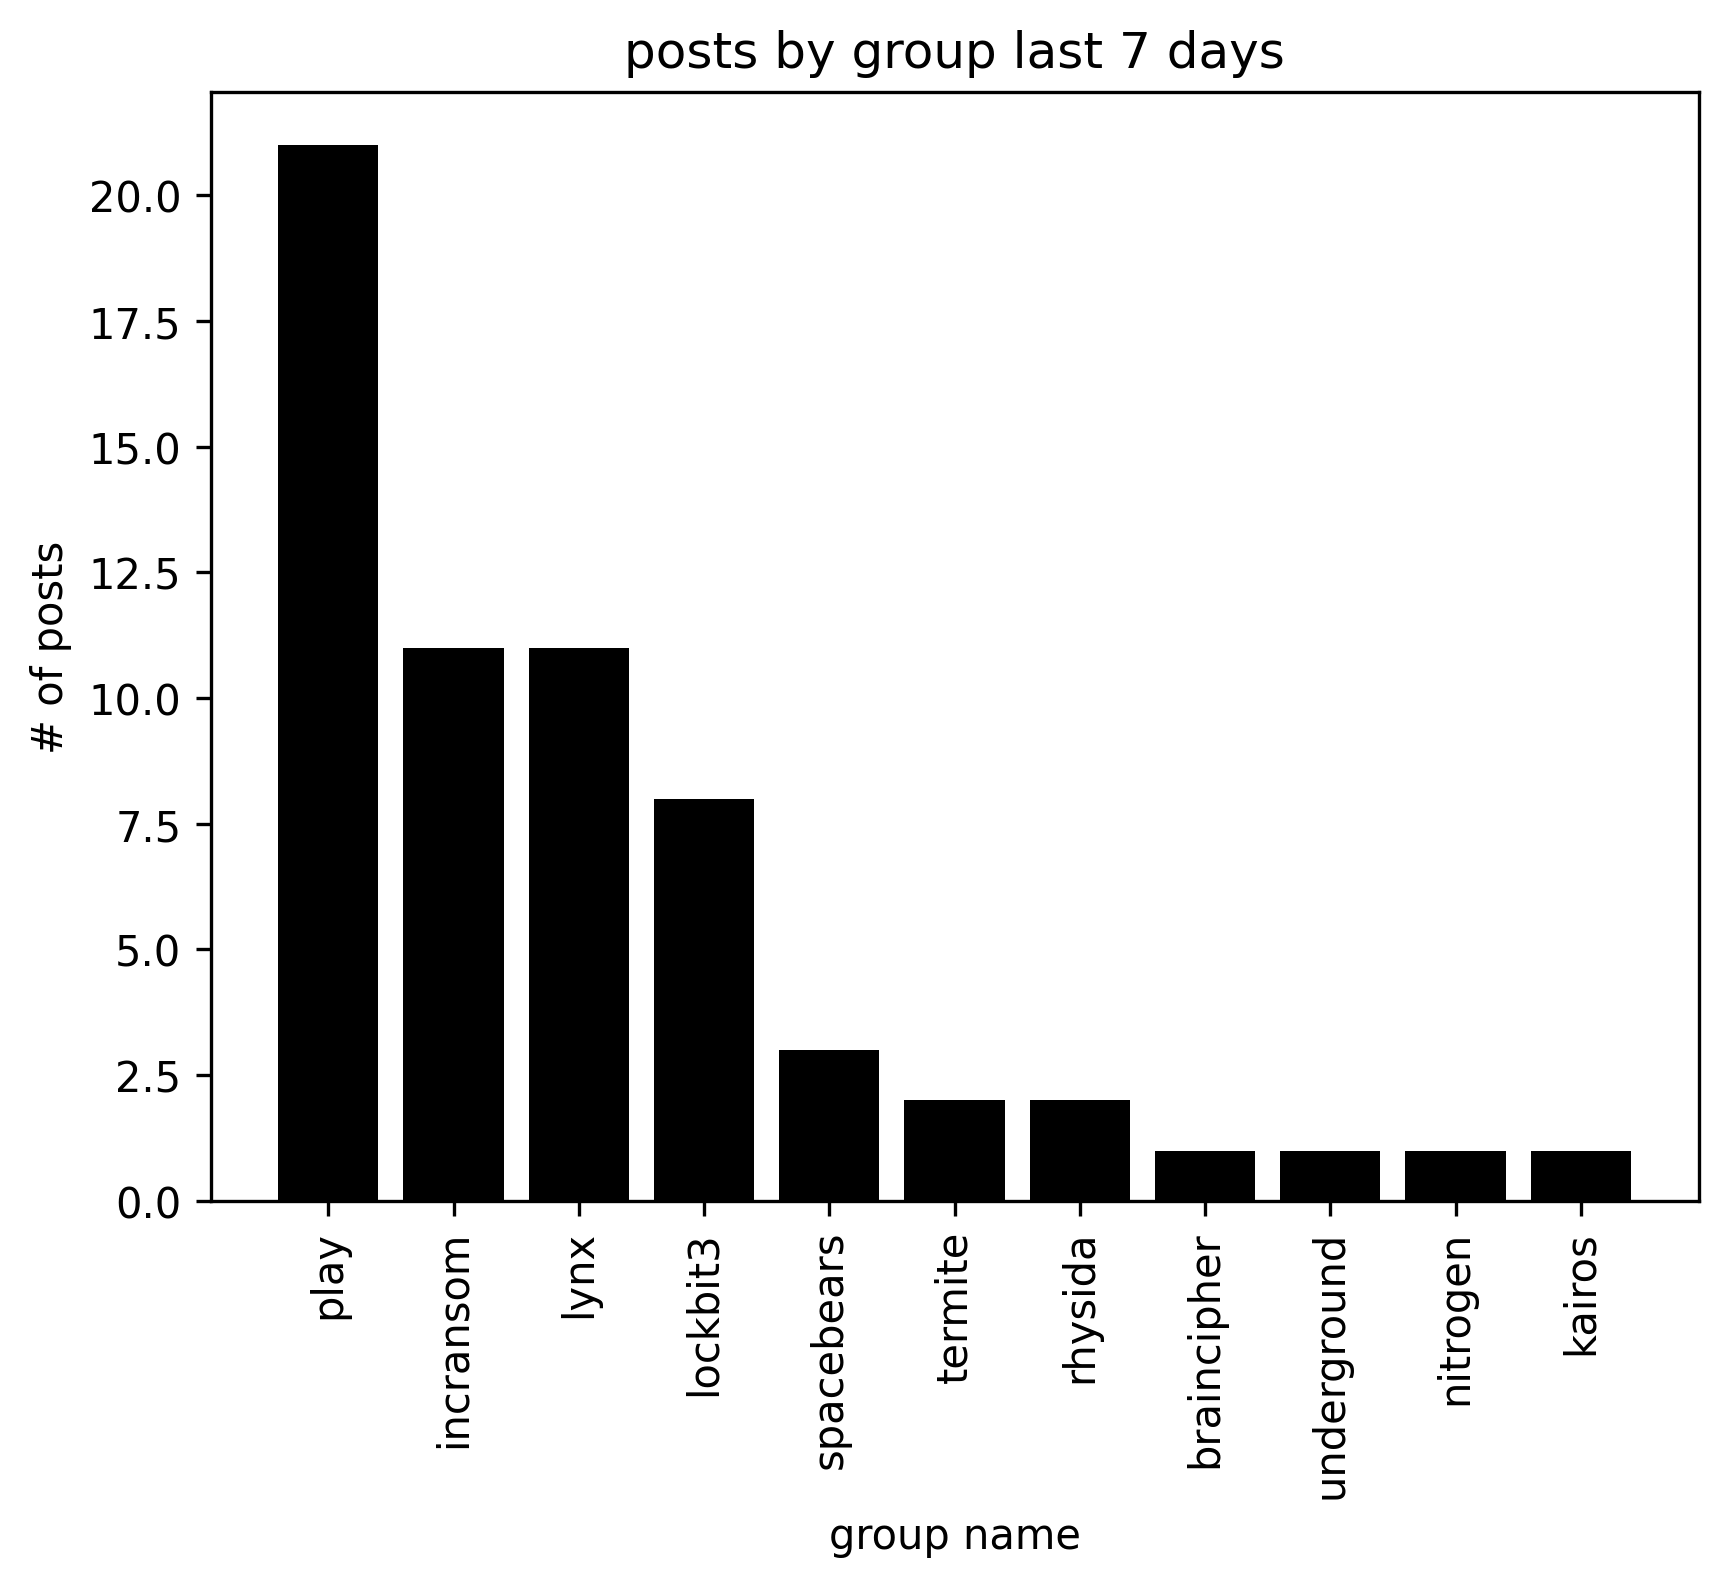 posts by group last 7 days
# of posts
20.0
17.5
15.0
12.5
10.0
7.5
5.0
2.5
0.0
play
incransom
lynx
lockbit3
spacebears
termite
rhysida
braincipher
underground
nitrogen
kairos
group name